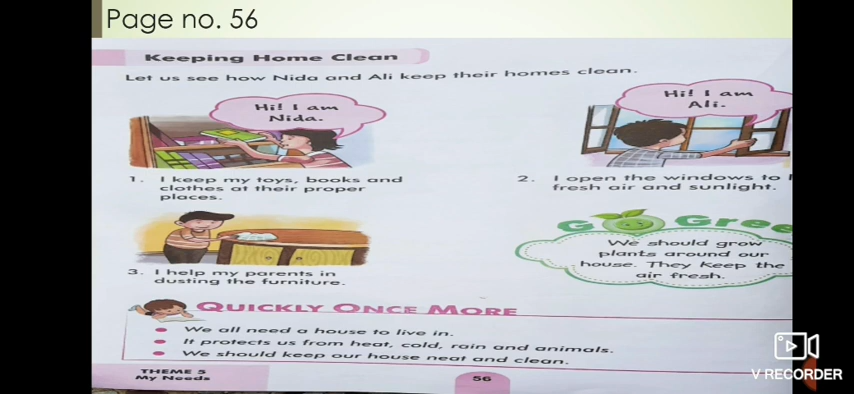 Page no. 56
Keeping Home Clean
Let us see how Nida and Ali keep their homes clean.
Hi! I am
Nida.
Hi! I am
Ali.
1. I keep my toys, books and
clothes at their proper
places.
2. I open the windows to
fresh air and sunlight.
3. I help my parents in
dusting the furniture.
Go Gree
We should grow
plants around our
house. They keep the
air fresh.
QUICKLY ONCE MORE
We all need a house to live in.
It protects us from heat, cold, rain and animals.
We should keep our house neat and clean.
THEME 5
My Needs
56
V RECORDER